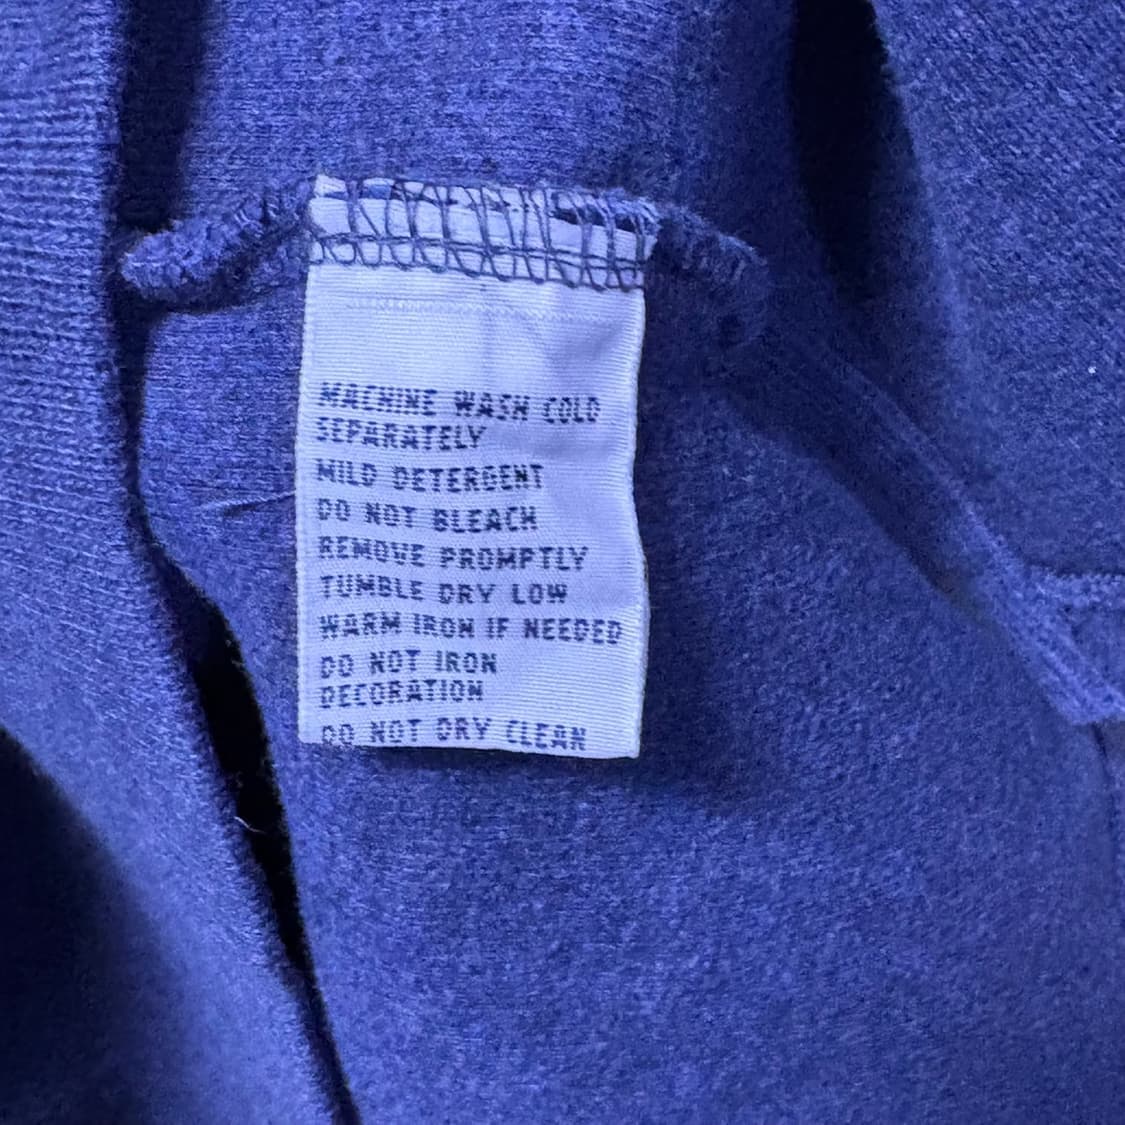 MACHINE WASH COLD
SEPARATELY
MILD DETERGENT
DO NOT BLEACH
REMOVE PROMPTLY
TUMBLE DRY LOW
WARM IRON IF NEEDED
DO NOT IRON
DECORATION
DO NOT DRY CLEAN